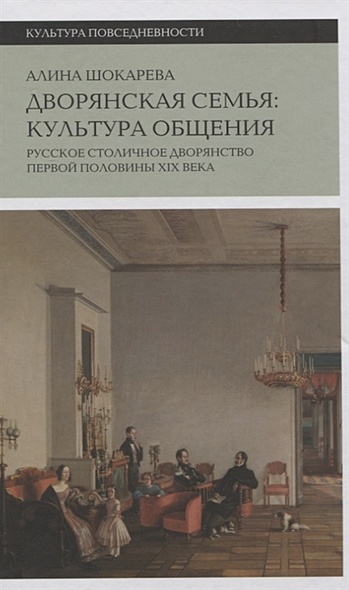 КУЛЬТУРА ПОВСЕДНЕВНОСТИ
АЛИНА ШОКАРЕВА
ДВОРЯНСКАЯ СЕМЬЯ:
КУЛЬТУРА ОБЩЕНИЯ
РУССКОЕ СТОЛИЧНОЕ ДВОРЯНСТВО
ПЕРВОЙ ПОЛОВИНЫ XIX ВЕКА